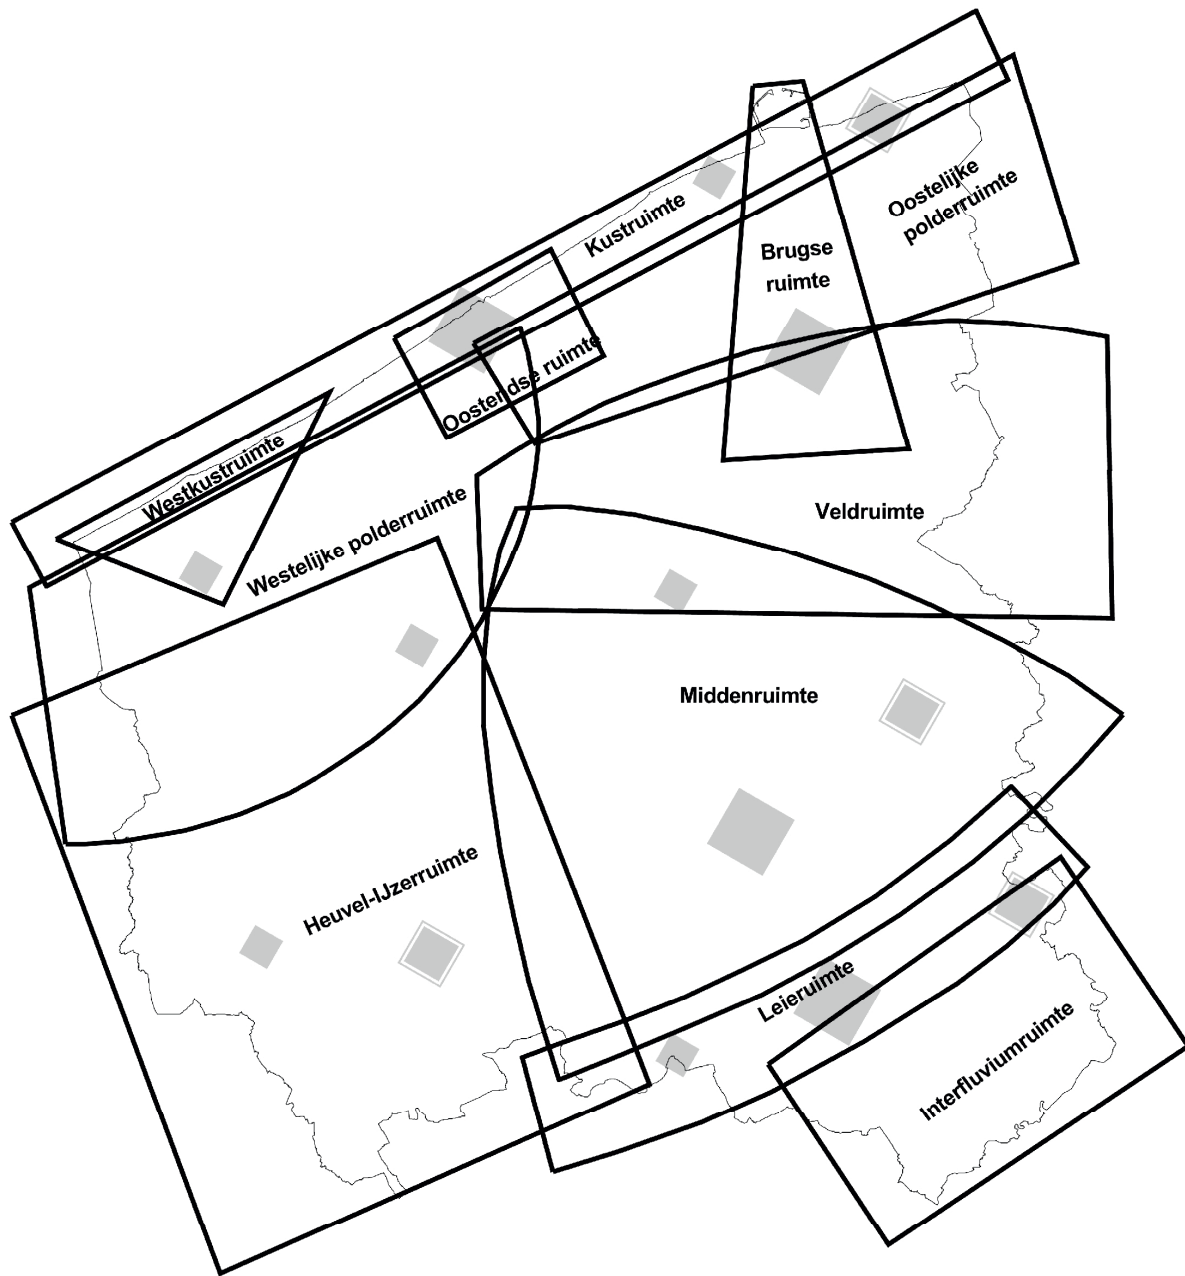 Kustruimte
Oostelijke
polderruimte
Brugse
ruimte
Oostendse ruimte
Westkustruimte
Westelijke polderruimte
Veldruimte
Middenruimte
Heuvel-IJzerruimte
Leieruimte
Interfluviumruimte